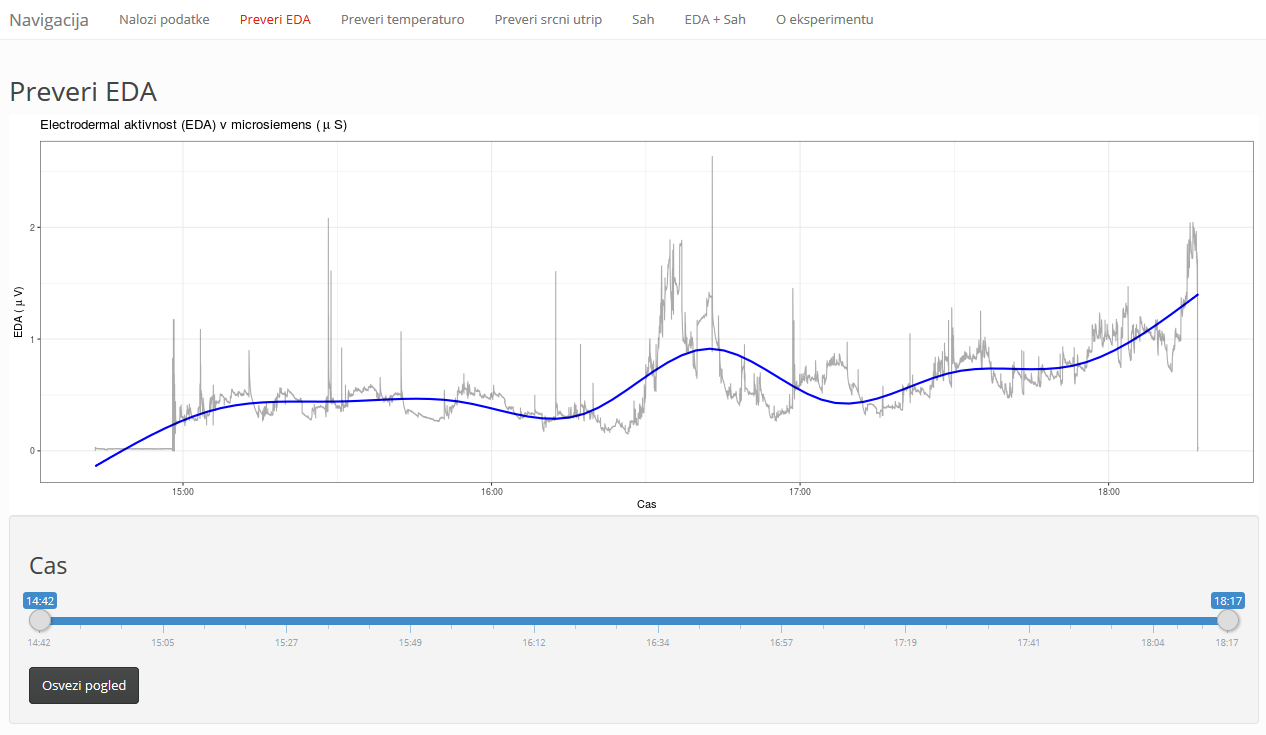 Navigacija Nalozi podatke Preveri EDA Preveri temperaturo Preveri srcni utrip Sah EDA + Sah O eksperimentu
Preveri EDA
Electrodermal aktivnost (EDA) v microsiemens ( μ S)
EDA ( μ V)
2
1
0
15:00 16:00 17:00 18:00
Cas
Cas
14:42 18:17
14:42 15:05 15:27 15:49 16:12 16:34 16:57 17:19 17:41 18:04 18:17
Osvezi pogled